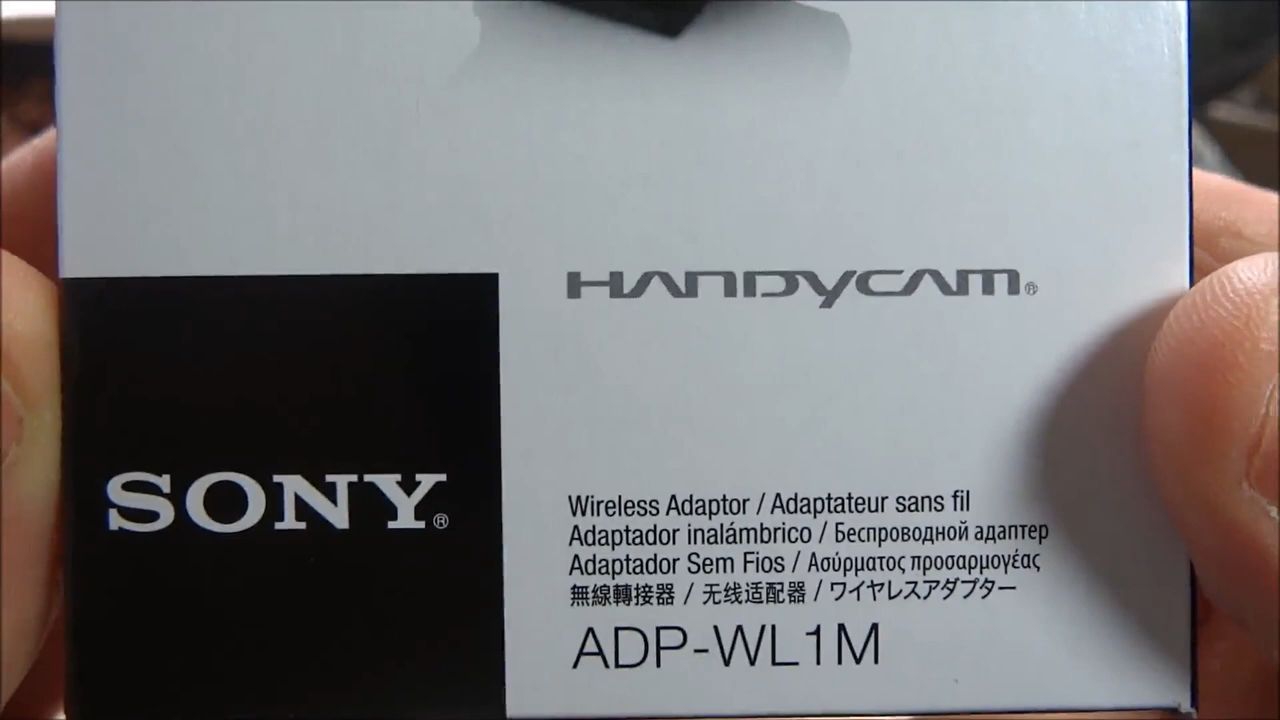 HANDYCAM®
SONY®
Wireless Adaptor / Adaptateur sans fil
Adaptador inalámbrico / Беспроводной адаптер
Adaptador Sem Fios / Ασύρματος προσαρμογέας
無線轉接器 / 无线适配器 / ワイヤレスアダプター
ADP-WL1M